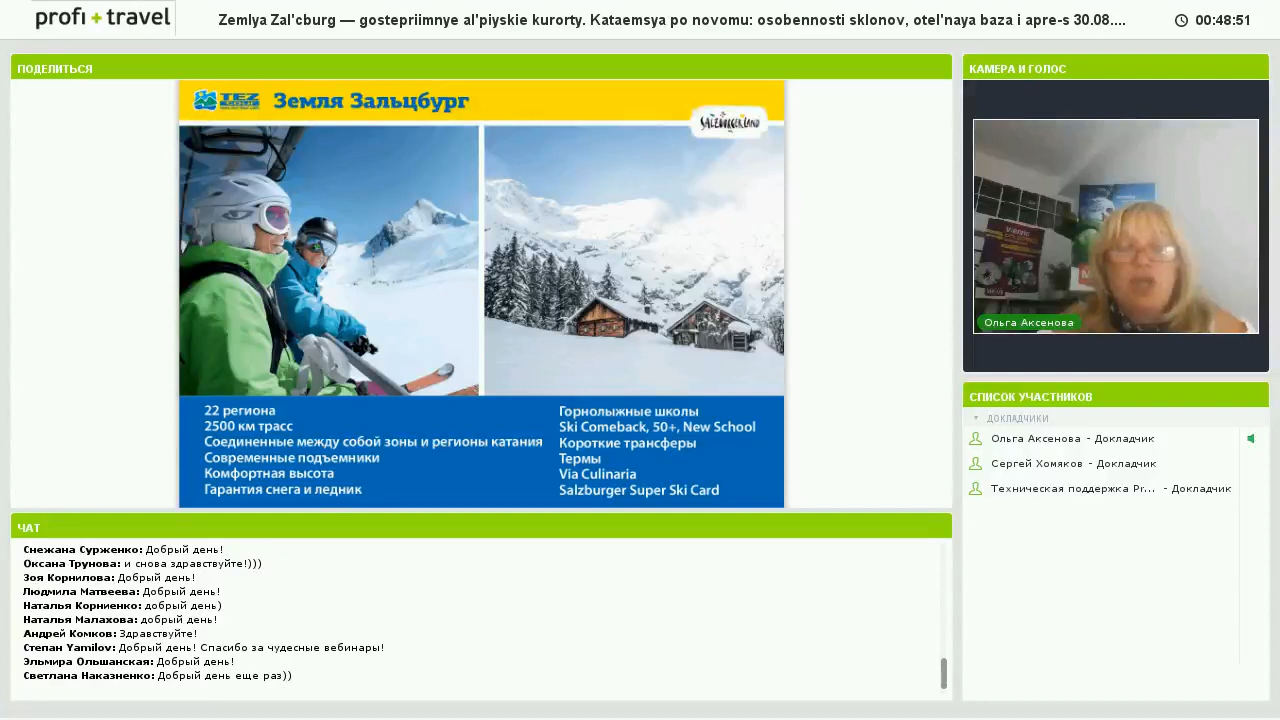 profi + travel
Zemlya Zal'cburg — gostepriimnye al'piyskie kurorty. Kataemsya po novomu: osobennosti sklonov, otel'naya baza i apre-s 30.08....
00:48:51
ПОДЕЛИТЬСЯ
TEZ TOUR
Земля Зальцбург
SALZBURGERLAND
22 региона
2500 км трасс
Соединенные между собой зоны и регионы катания
Современные подъемники
Комфортная высота
Гарантия снега и ледник
Горнолыжные школы
Ski Comeback, 50+, New School
Короткие трансферы
Термы
Via Culinaria
Salzburger Super Ski Card
КАМЕРА И ГОЛОС
Ольга Аксенова
СПИСОК УЧАСТНИКОВ
ДОКЛАДЧИКИ
Ольга Аксенова - Докладчик
Сергей Хомяков - Докладчик
Техническая поддержка Pr... - Докладчик
ЧАТ
Снежана Сурженко: Добрый день!
Оксана Трунова: и снова здравствуйте!)))
Зоя Корнилова: Добрый день!
Людмила Матвеева: Добрый день!
Наталья Корниенко: добрый день)
Наталья Малахова: добрый день!
Андрей Комков: Здравствуйте!
Степан Yamilov: Добрый день! Спасибо за чудесные вебинары!
Эльмира Ольшанская: Добрый день!
Светлана Наказненко: Добрый день еще раз))